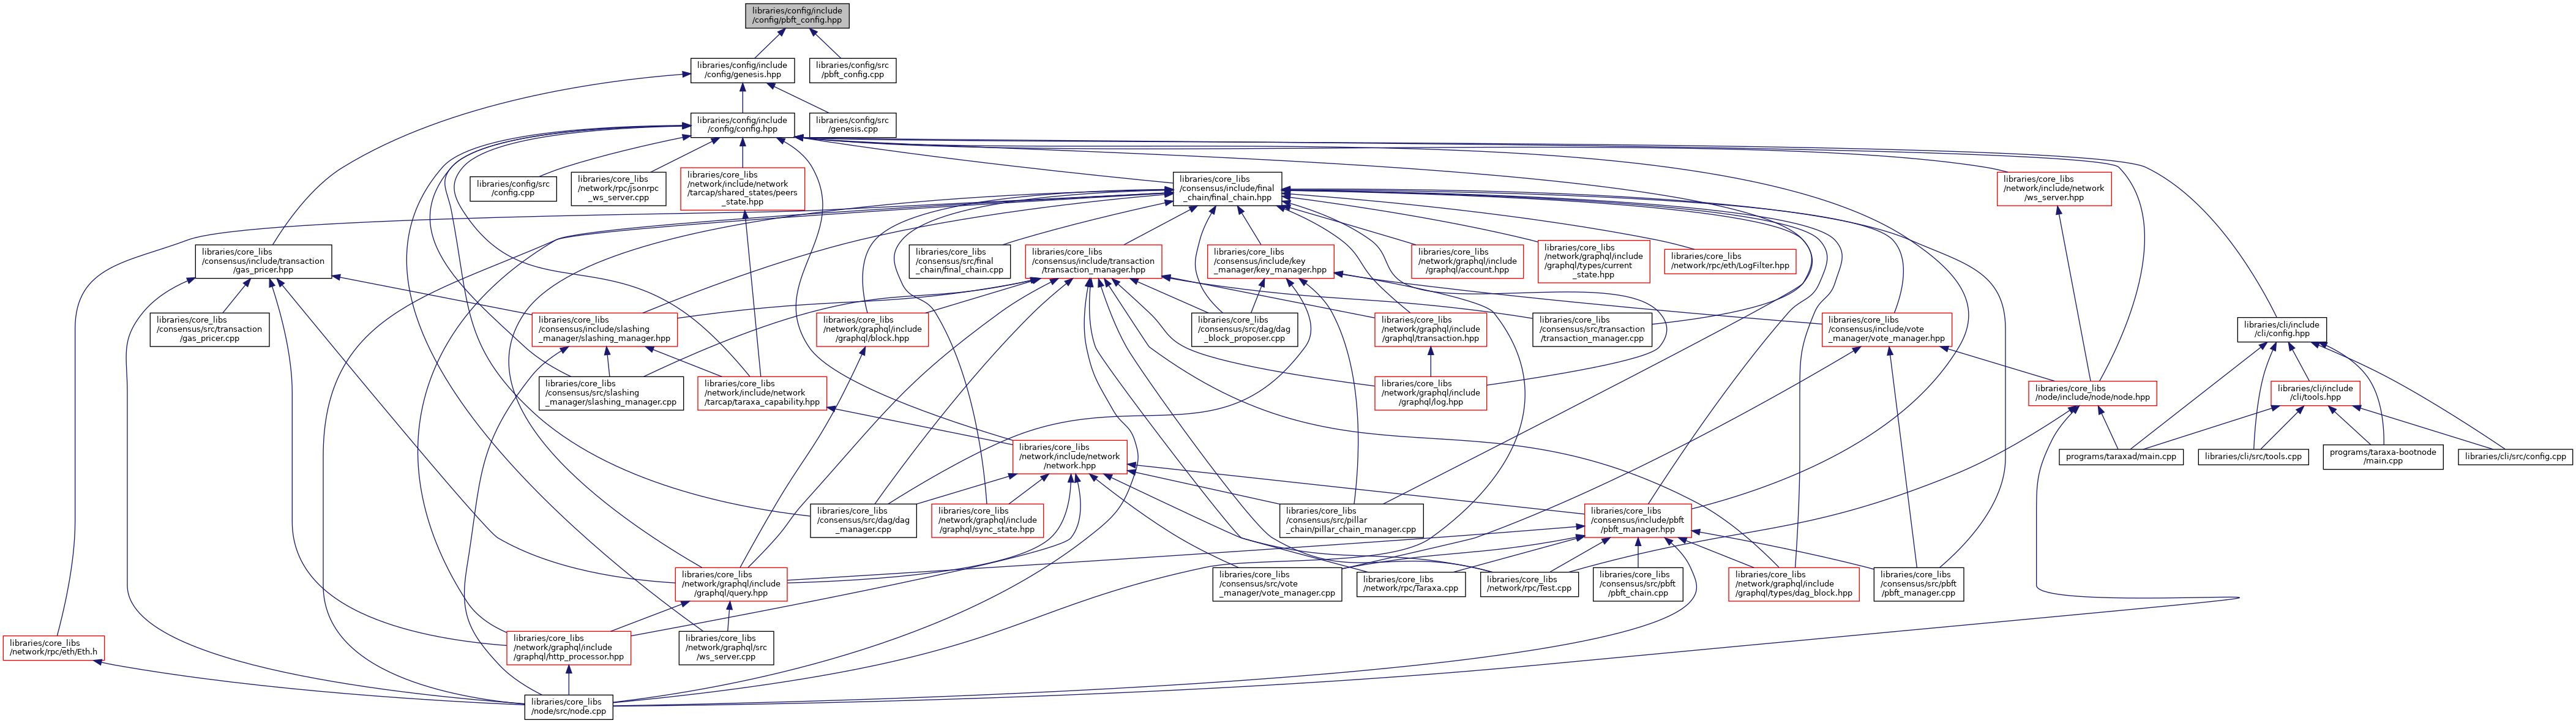 libraries/config/include
/config/pbft_config.hpp
libraries/config/include
/config/genesis.hpp
libraries/config/src
/pbft_config.cpp
libraries/config/include
/config/config.hpp
libraries/config/src
/genesis.cpp
libraries/config/src
/config.cpp
libraries/core_libs
/network/rpc/jsonrpc
_ws_server.cpp
libraries/core_libs
/network/include/network
/tarcap/shared_states/peers
_state.hpp
libraries/core_libs
/consensus/include/final
_chain/final_chain.hpp
libraries/core_libs
/network/include/network
/ws_server.hpp
libraries/core_libs
/consensus/include/transaction
/gas_pricer.hpp
libraries/core_libs
/consensus/src/final
_chain/final_chain.cpp
libraries/core_libs
/consensus/include/transaction
/transaction_manager.hpp
libraries/core_libs
/consensus/include/key
_manager/key_manager.hpp
libraries/core_libs
/network/graphql/include
/graphql/account.hpp
libraries/core_libs
/network/graphql/include
/graphql/types/current
_state.hpp
libraries/core_libs
/network/rpc/eth/LogFilter.hpp
libraries/core_libs
/consensus/src/transaction
/gas_pricer.cpp
libraries/core_libs
/consensus/include/slashing
_manager/slashing_manager.hpp
libraries/core_libs
/network/graphql/include
/graphql/block.hpp
libraries/core_libs
/consensus/src/dag/dag
_block_proposer.cpp
libraries/core_libs
/network/graphql/include
/graphql/transaction.hpp
libraries/core_libs
/consensus/src/transaction
/transaction_manager.cpp
libraries/core_libs
/consensus/include/vote
_manager/vote_manager.hpp
libraries/cli/include
/cli/config.hpp
libraries/core_libs
/consensus/src/slashing
_manager/slashing_manager.cpp
libraries/core_libs
/network/include/network
/tarcap/taraxa_capability.hpp
libraries/core_libs
/network/graphql/include
/graphql/log.hpp
libraries/core_libs
/node/include/node/node.hpp
libraries/cli/include
/cli/tools.hpp
libraries/core_libs
/network/include/network
/network.hpp
programs/taraxad/main.cpp
libraries/cli/src/tools.cpp
programs/taraxa-bootnode
/main.cpp
libraries/cli/src/config.cpp
libraries/core_libs
/consensus/src/dag/dag
_manager.cpp
libraries/core_libs
/network/graphql/include
/graphql/sync_state.hpp
libraries/core_libs
/consensus/src/pillar
_chain/pillar_chain_manager.cpp
libraries/core_libs
/consensus/include/pbft
/pbft_manager.hpp
libraries/core_libs
/network/graphql/include
/graphql/query.hpp
libraries/core_libs
/consensus/src/vote
_manager/vote_manager.cpp
libraries/core_libs
/network/rpc/Taraxa.cpp
libraries/core_libs
/network/rpc/Test.cpp
libraries/core_libs
/consensus/src/pbft
/pbft_chain.cpp
libraries/core_libs
/network/graphql/include
/graphql/types/dag_block.hpp
libraries/core_libs
/consensus/src/pbft
/pbft_manager.cpp
libraries/core_libs
/network/rpc/eth/Eth.h
libraries/core_libs
/network/graphql/include
/graphql/http_processor.hpp
libraries/core_libs
/network/graphql/src
/ws_server.cpp
libraries/core_libs
/node/src/node.cpp